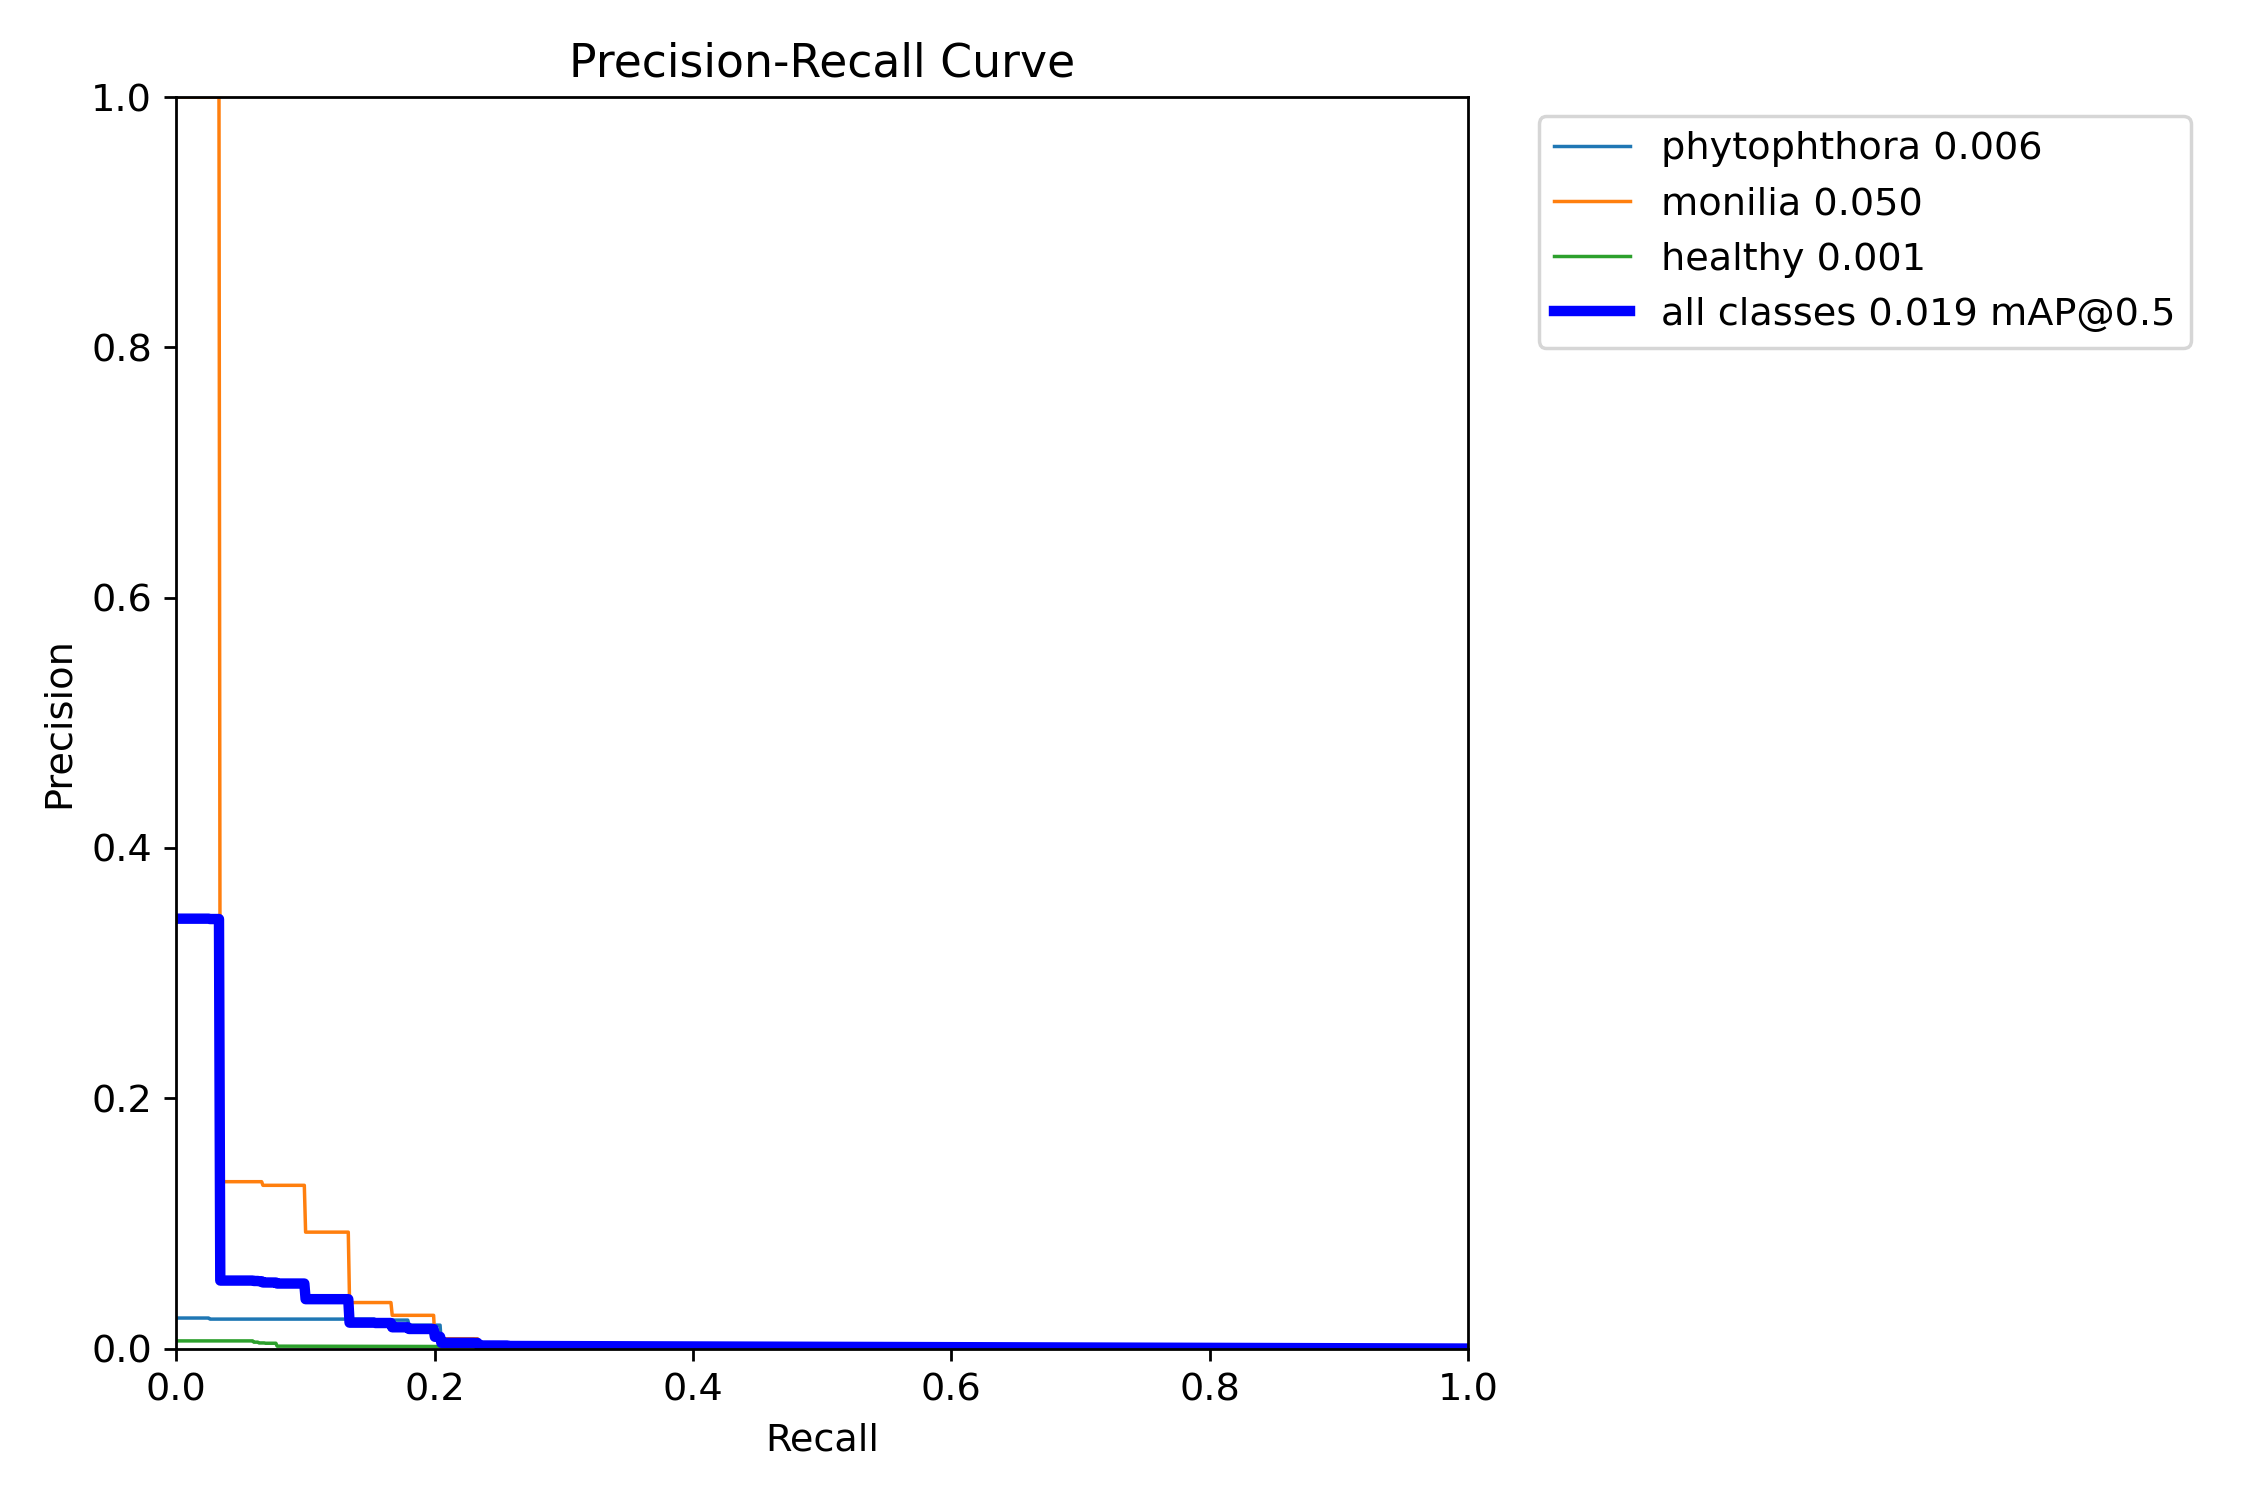 Precision-Recall Curve
1.0
0.8
0.6
0.4
0.2
0.0
Precision
0.0 0.2 0.4 0.6 0.8 1.0
Recall
phytophthora 0.006
monilia 0.050
healthy 0.001
all classes 0.019 mAP@0.5